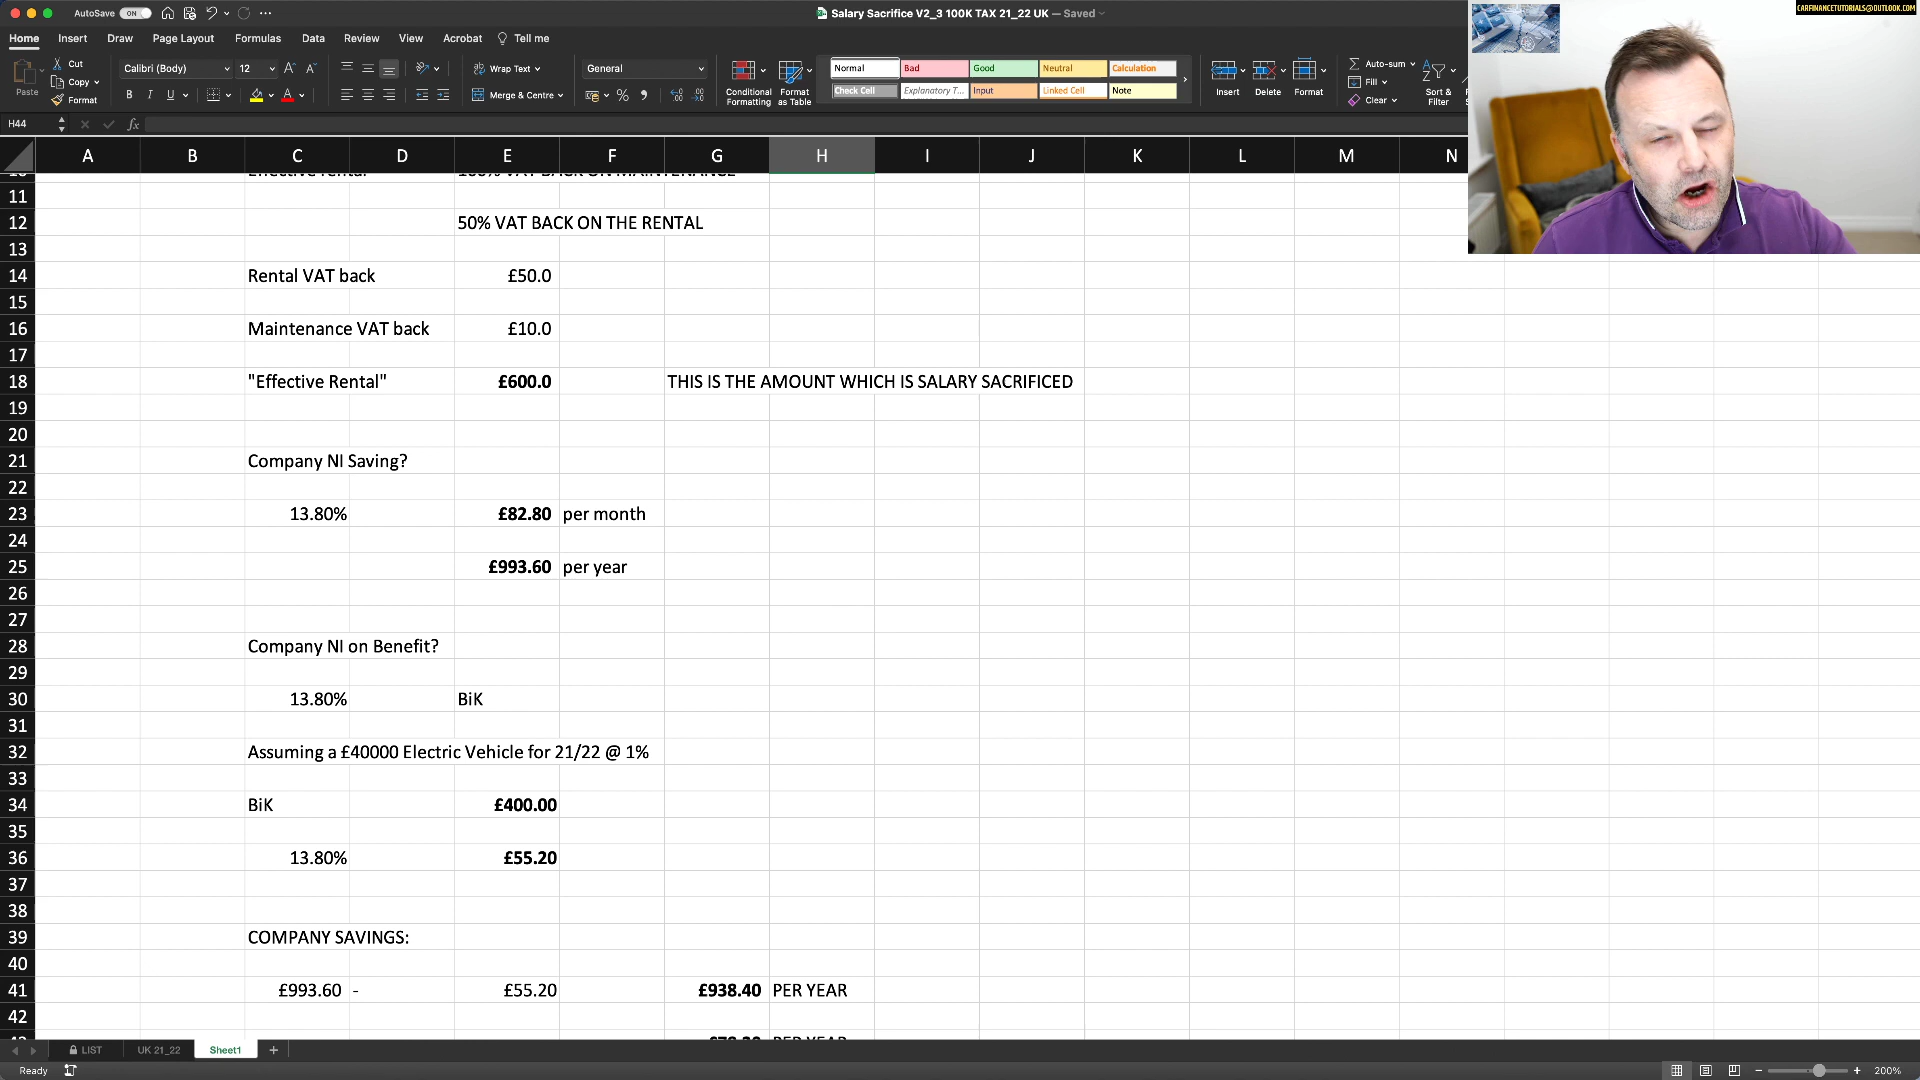 AutoSave ON
Salary Sacrifice V2_3 100K TAX 21_22 UK — Saved
CARFINANCETUTORIALS@OUTLOOK.COM
Home Insert Draw Page Layout Formulas Data Review View Acrobat Tell me
Paste
Cut
Copy
Format
Calibri (Body) 12
B I U
Wrap Text
Merge & Centre
General
Conditional Formatting
Format as Table
Normal Bad Good Neutral Calculation
Check Cell Explanatory T... Input Linked Cell Note
Insert Delete Format
Auto-sum
Fill
Clear
Sort & Filter
H44 fx
A B C D E F G H I J K L M N
11
12 50% VAT BACK ON THE RENTAL
13
14 Rental VAT back £50.0
15
16 Maintenance VAT back £10.0
17
18 "Effective Rental" £600.0 THIS IS THE AMOUNT WHICH IS SALARY SACRIFICED
19
20
21 Company NI Saving?
22
23 13.80% £82.80 per month
24
25 £993.60 per year
26
27
28 Company NI on Benefit?
29
30 13.80% BiK
31
32 Assuming a £40000 Electric Vehicle for 21/22 @ 1%
33
34 BiK £400.00
35
36 13.80% £55.20
37
38
39 COMPANY SAVINGS:
40
41 £993.60 - £55.20 £938.40 PER YEAR
42
LIST UK 21_22 Sheet1 +
Ready
200%